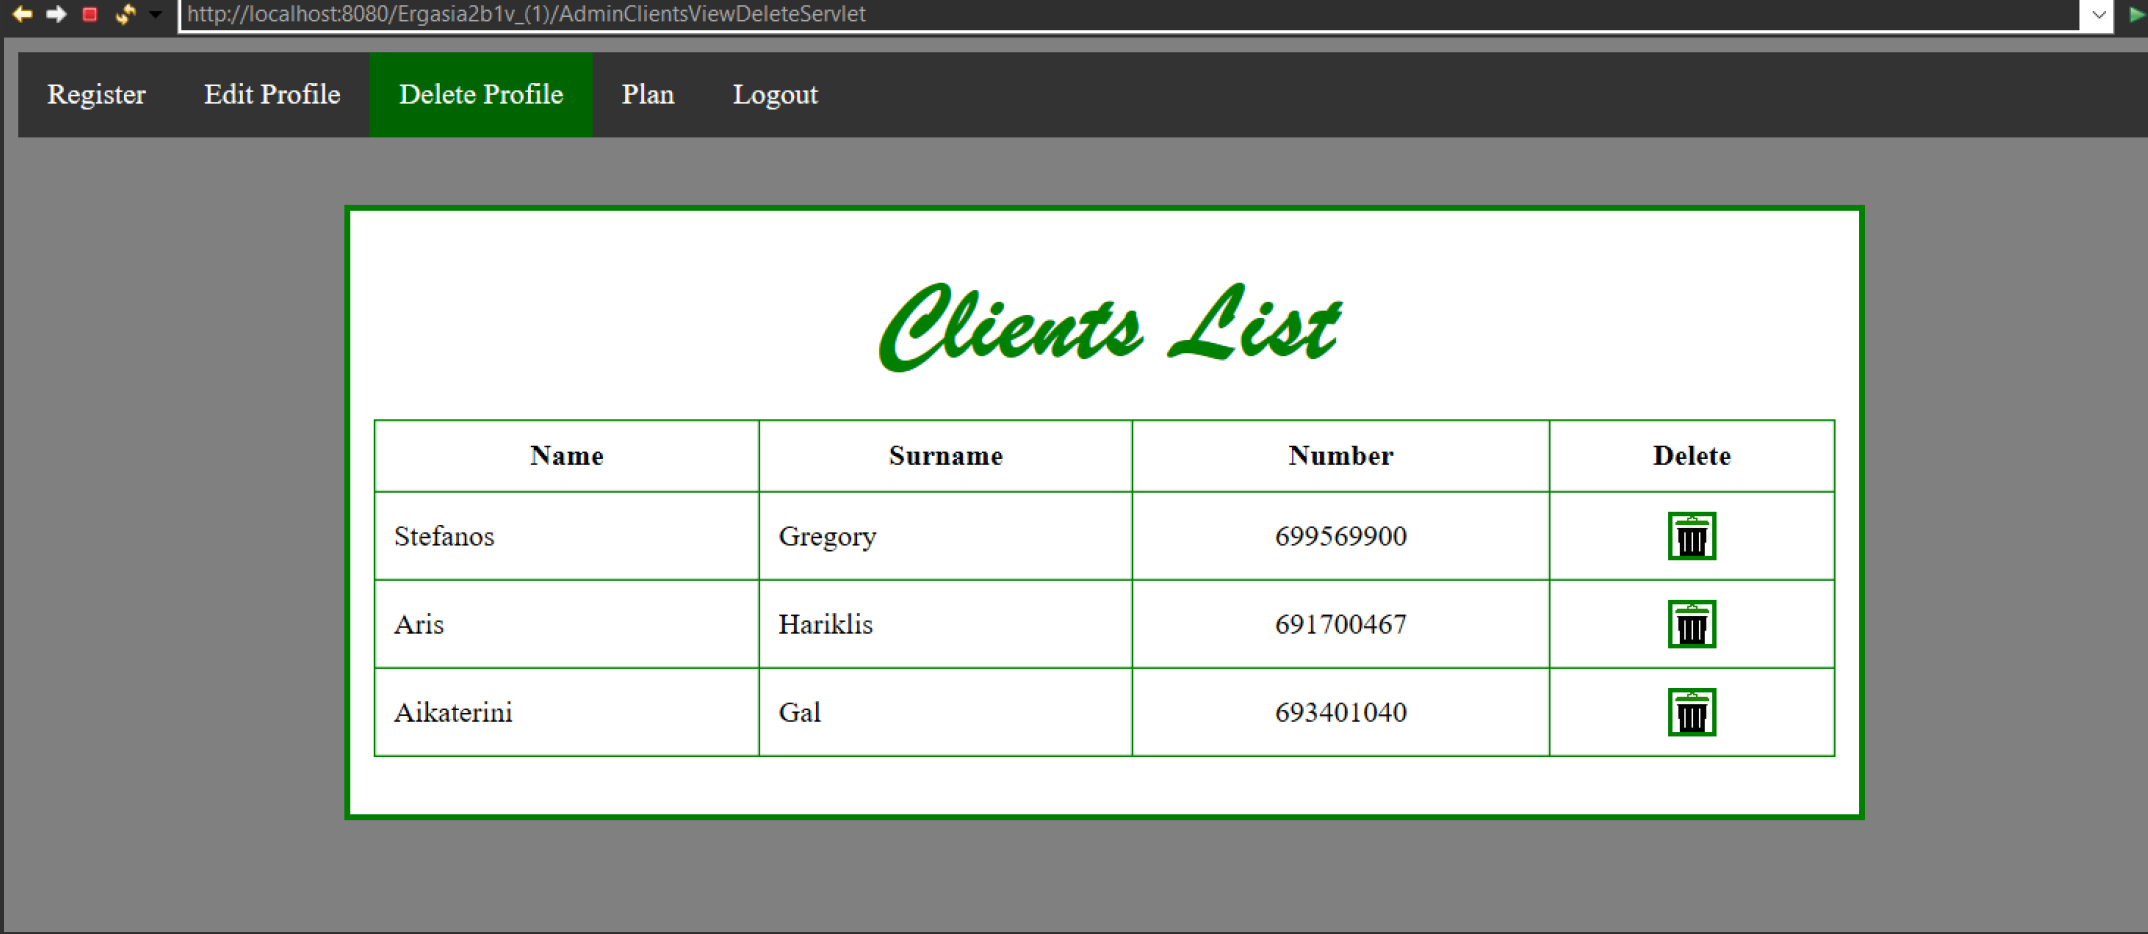 http://localhost:8080/Ergasia2b1v_(1)/AdminClientsViewDeleteServlet
Register Edit Profile Delete Profile Plan Logout
Clients List
Name Surname Number Delete
Stefanos Gregory 699569900
Aris Hariklis 691700467
Aikaterini Gal 693401040